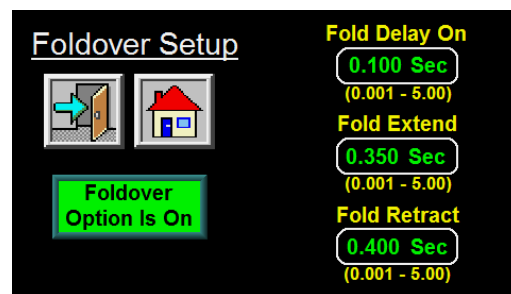 Foldover Setup
Foldover
Option Is On
Fold Delay On
0.100 Sec
(0.001 - 5.00)
Fold Extend
0.350 Sec
(0.001 - 5.00)
Fold Retract
0.400 Sec
(0.001 - 5.00)